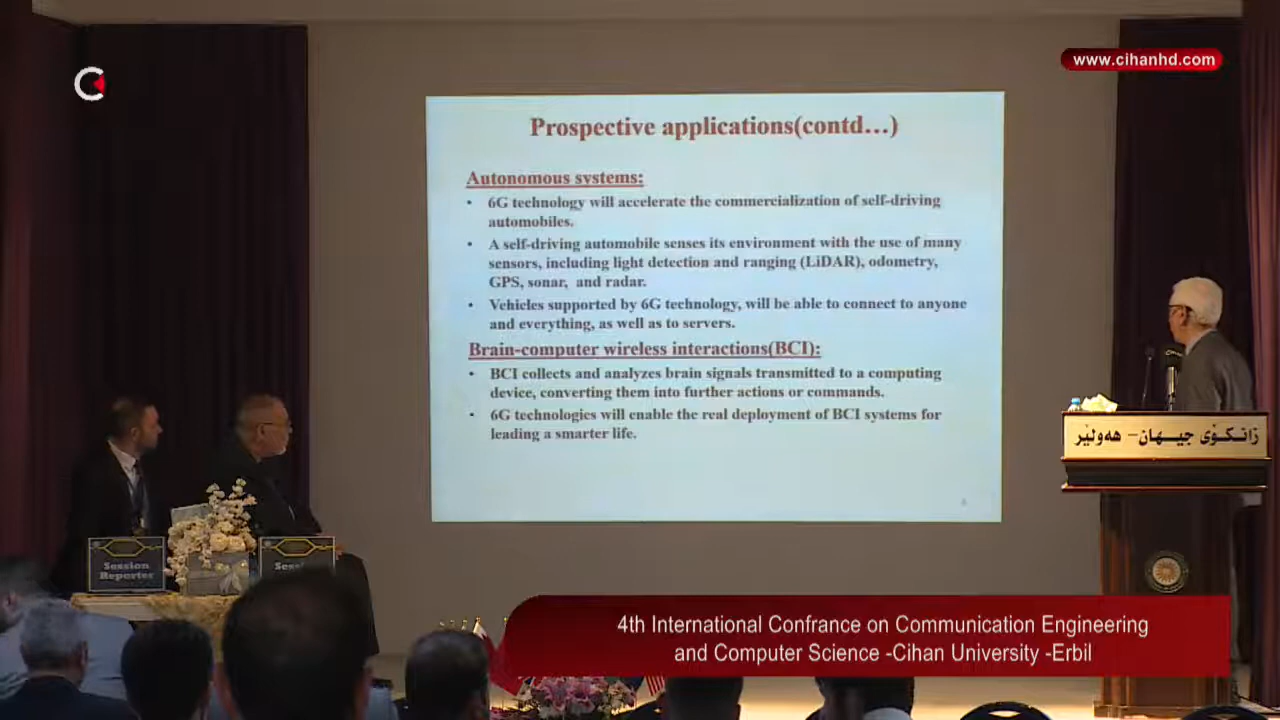 www.cihanhd.com
Prospective applications(contd...)
Autonomous systems:
• 6G technology will accelerate the commercialization of self-driving
automobiles.
• A self-driving automobile senses its environment with the use of many
sensors, including light detection and ranging (LiDAR), odometry,
GPS, sonar, and radar.
• Vehicles supported by 6G technology, will be able to connect to anyone
and everything, as well as to servers.
Brain-computer wireless interactions(BCI):
• BCI collects and analyzes brain signals transmitted to a computing
device, converting them into further actions or commands.
• 6G technologies will enable the real deployment of BCI systems for
leading a smarter life.
زانکۆی جیهان - هەولێر
Session
Reporter
4th International Confrance on Communication Engineering
and Computer Science -Cihan University -Erbil